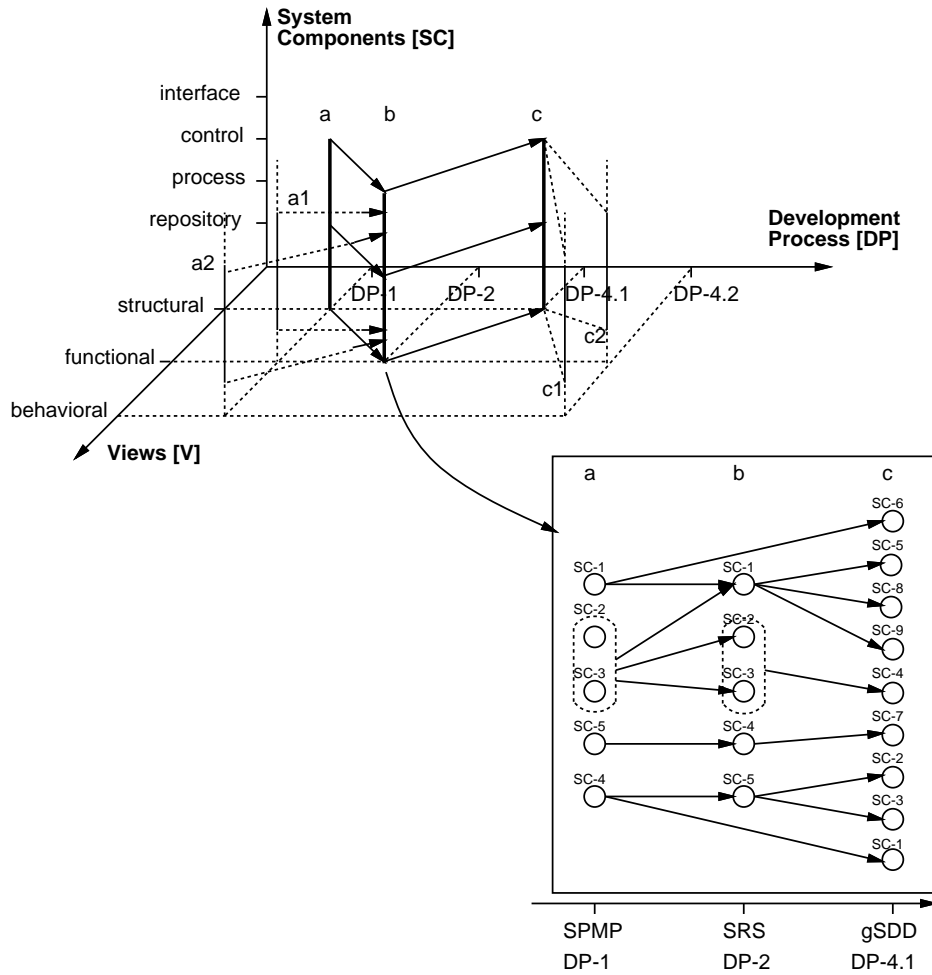 System
Components [SC]
interface
a
b
c
control
process
a1
repository
Development
Process [DP]
a2
DP-1
DP-2
DP-4.1
DP-4.2
structural
c2
functional
c1
behavioral
Views [V]
a
b
c
SC-6
SC-5
SC-1
SC-1
SC-8
SC-2
SC-2
SC-9
SC-3
SC-3
SC-4
SC-7
SC-5
SC-4
SC-2
SC-4
SC-5
SC-3
SC-1
SPMP
SRS
gSDD
DP-1
DP-2
DP-4.1